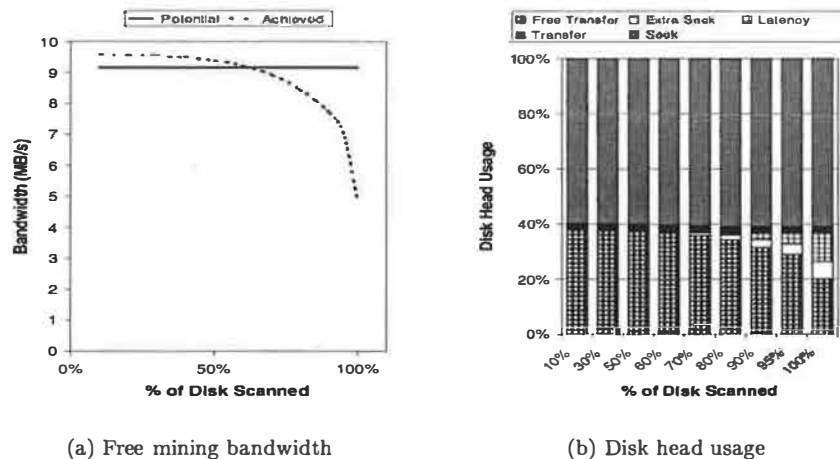 Potential Achieved
10
9
8
7
6
5
4
3
2
1
0
Bandwidth (MB/s)
0% 50% 100%
% of Disk Scanned
(a) Free mining bandwidth
Free Transfer Extra Seek Latency
Transfer Seek
100%
80%
60%
40%
20%
0%
Disk Head Usage
10% 30% 50% 60% 70% 80% 90% 95% 100%
% of Disk Scanned
(b) Disk head usage